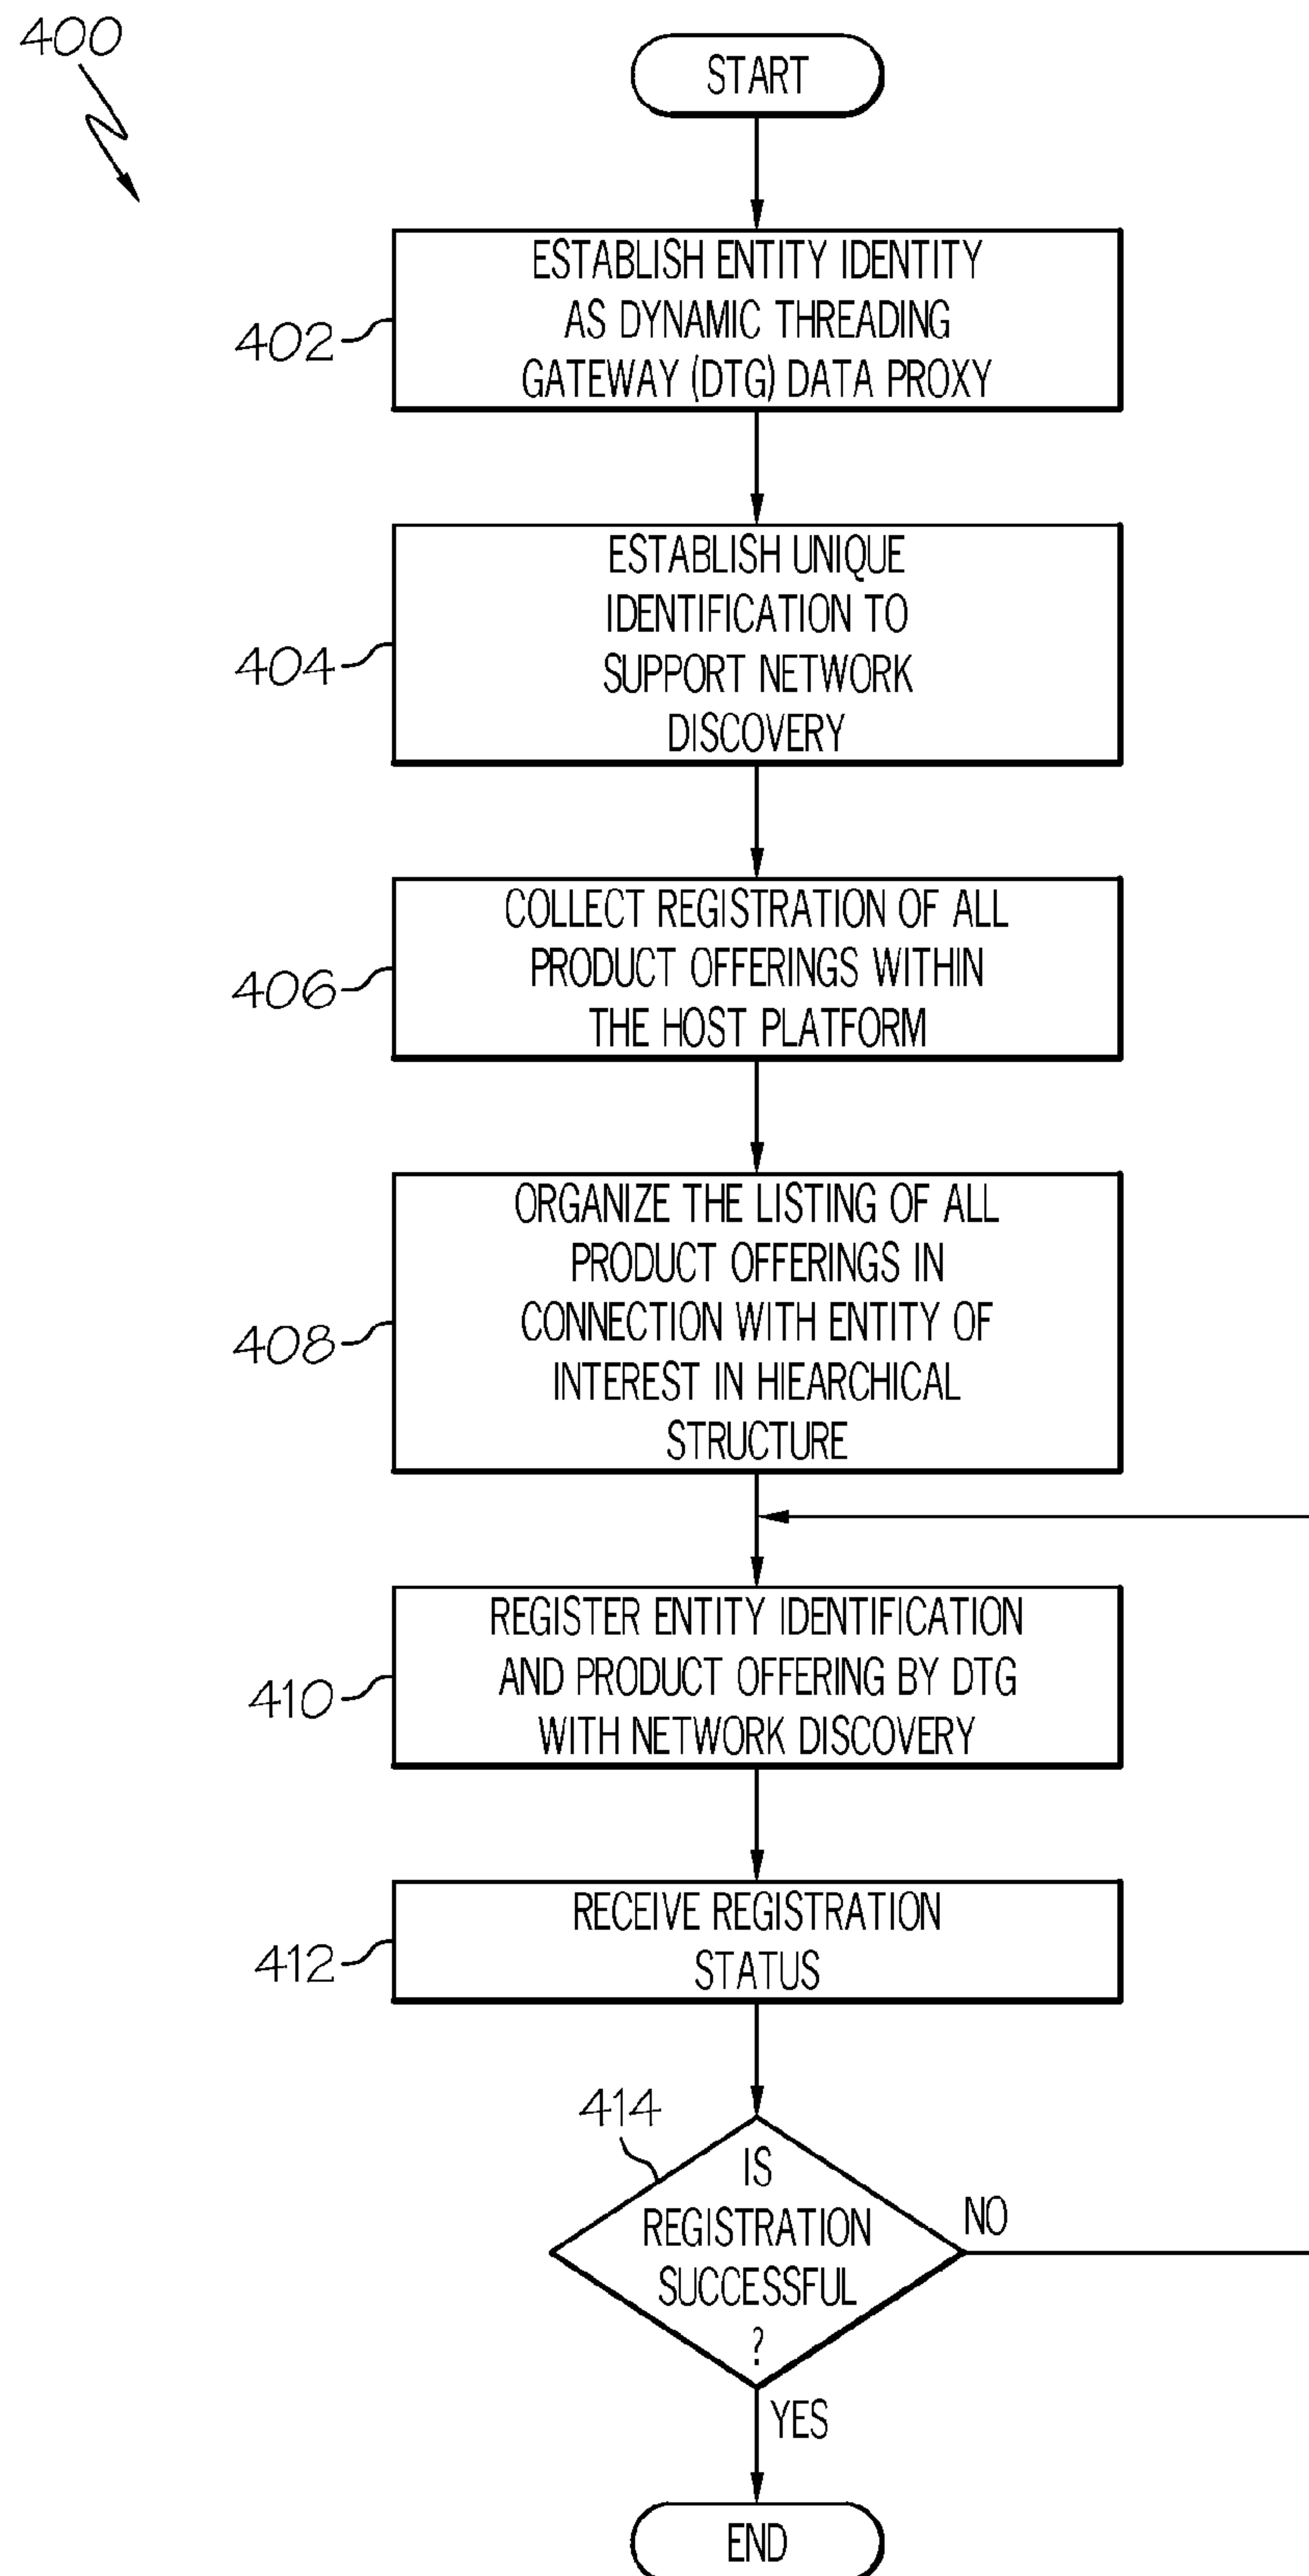 400
START
ESTABLISH ENTITY IDENTITY
AS DYNAMIC THREADING
GATEWAY (DTG) DATA PROXY
402
ESTABLISH UNIQUE
IDENTIFICATION TO
SUPPORT NETWORK
DISCOVERY
404
COLLECT REGISTRATION OF ALL
PRODUCT OFFERINGS WITHIN
THE HOST PLATFORM
406
ORGANIZE THE LISTING OF ALL
PRODUCT OFFERINGS IN
CONNECTION WITH ENTITY OF
INTEREST IN HIEARCHICAL
STRUCTURE
408
REGISTER ENTITY IDENTIFICATION
AND PRODUCT OFFERING BY DTG
WITH NETWORK DISCOVERY
410
RECEIVE REGISTRATION
STATUS
412
414
IS
REGISTRATION
SUCCESSFUL
?
NO
YES
END